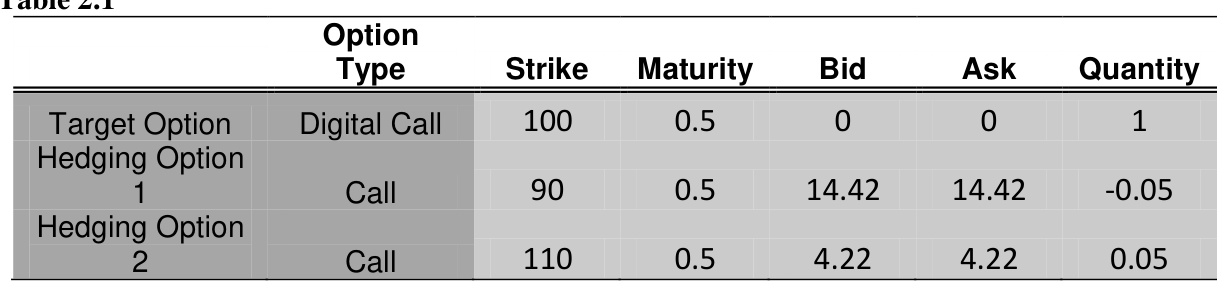 Table 2.1
Option
Type Strike Maturity Bid Ask Quantity
Target Option Digital Call 100 0.5 0 0 1
Hedging Option
1 Call 90 0.5 14.42 14.42 -0.05
Hedging Option
2 Call 110 0.5 4.22 4.22 0.05